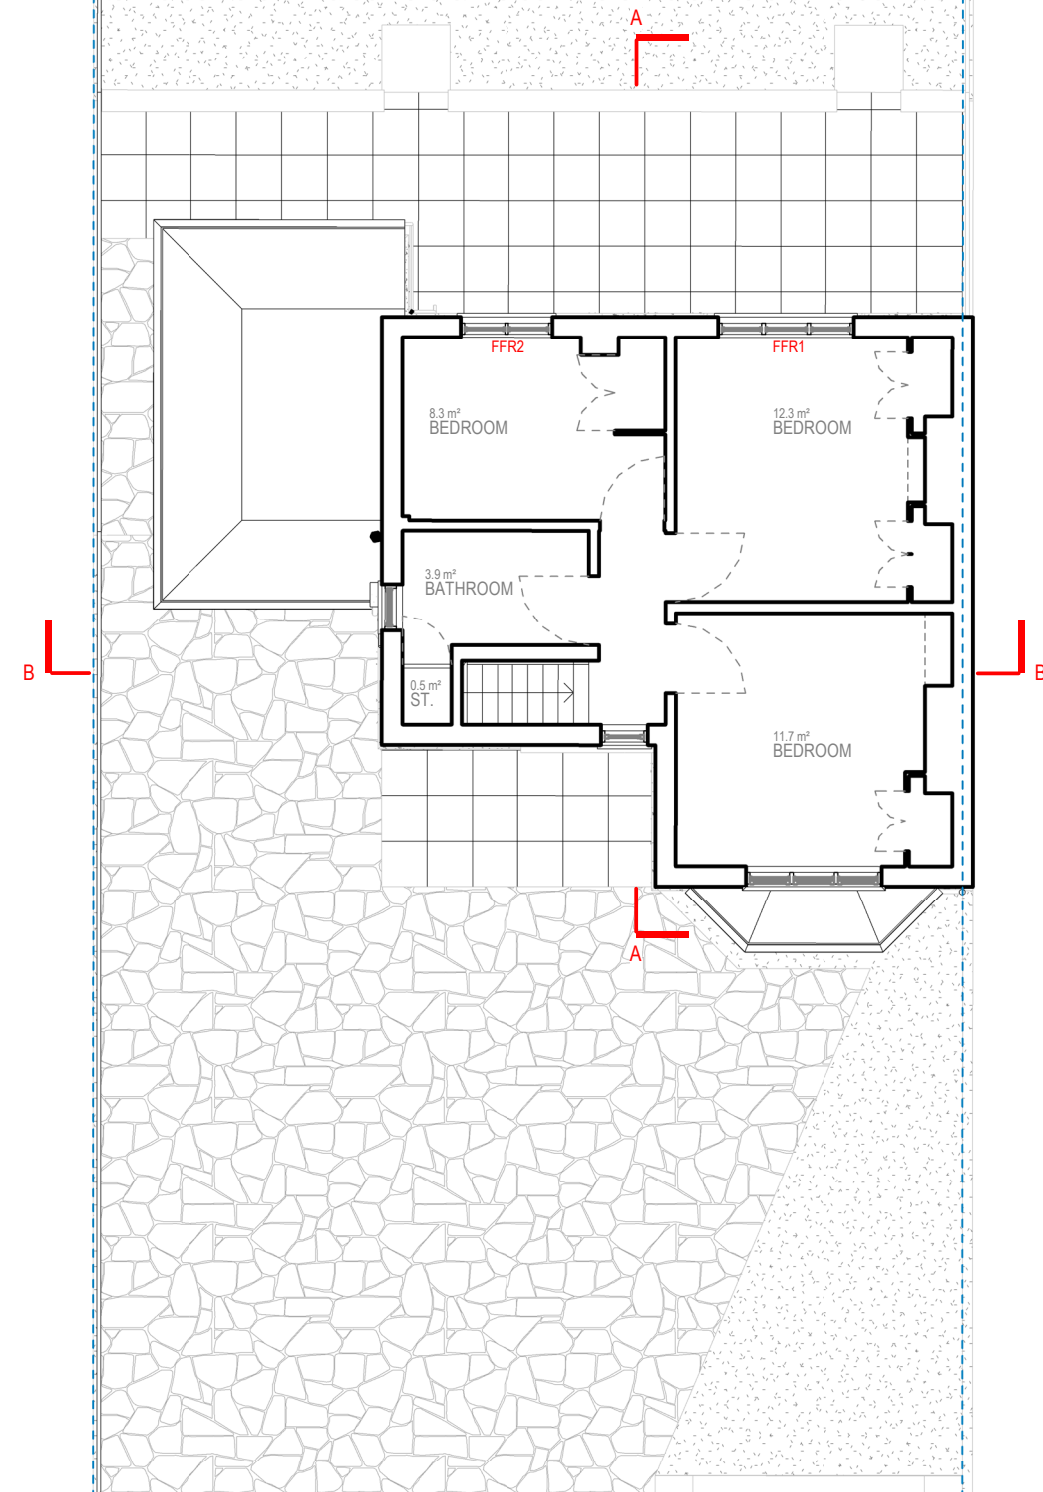 A
FFR2
FFR1
8.3 m²
BEDROOM
12.3 m²
BEDROOM
3.9 m²
BATHROOM
B
B
0.5 m²
ST.
11.7 m²
BEDROOM
A